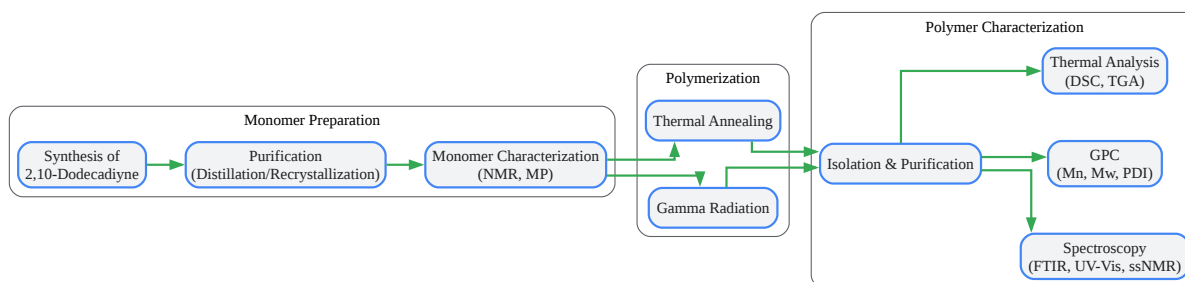 Monomer Preparation
Synthesis of
2,10-Dodecadiyne
Purification
(Distillation/Recrystallization)
Monomer Characterization
(NMR, MP)
Polymerization
Thermal Annealing
Gamma Radiation
Polymer Characterization
Isolation & Purification
Thermal Analysis
(DSC, TGA)
GPC
(Mn, Mw, PDI)
Spectroscopy
(FTIR, UV-Vis, ssNMR)